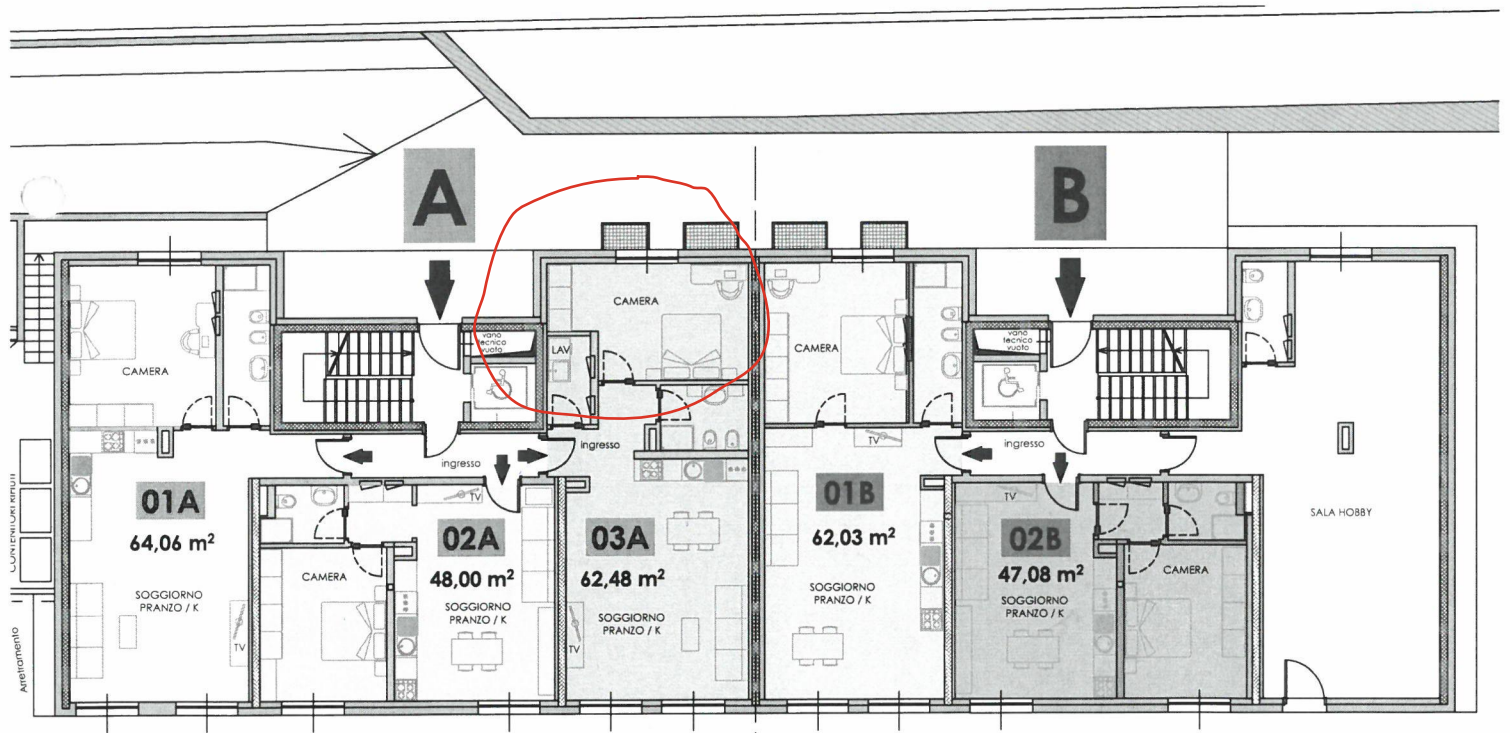 A
B
CAMERA
vano
tecnico
vuoto
LAV
CAMERA
CAMERA
vano
tecnico
vuoto
ingresso
ingresso
TV
ingresso
CONTENITORI RIFIUTI
01A
64,06 m²
SOGGIORNO
PRANZO / K
TV
TV
02A
48,00 m²
SOGGIORNO
PRANZO / K
CAMERA
03A
62,48 m²
SOGGIORNO
PRANZO / K
TV
01B
62,03 m²
SOGGIORNO
PRANZO / K
TV
02B
47,08 m²
SOGGIORNO
PRANZO / K
CAMERA
SALA HOBBY
Arretramento